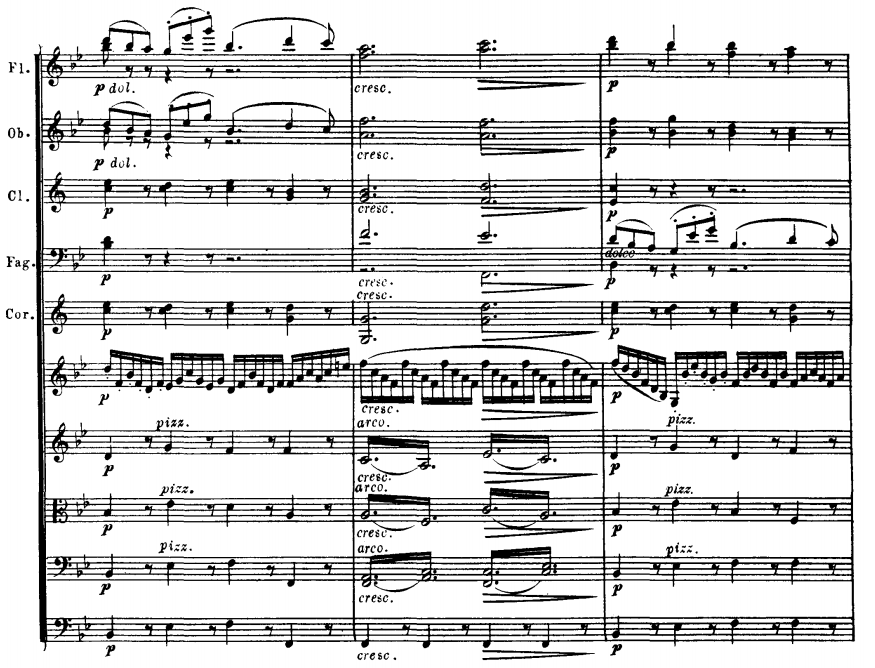 Fl.
p dol.
cresc.
p
Ob.
p dol.
cresc.
p
Cl.
p
cresc.
p
Fag.
p
cresc.
dolce
p
Cor.
p
cresc.
p
p
cresc.
p
pizz.
arco.
pizz.
p
cresc.
p
pizz.
arco.
pizz.
p
cresc.
p
pizz.
arco.
pizz.
p
cresc.
p
p
cresc.
p